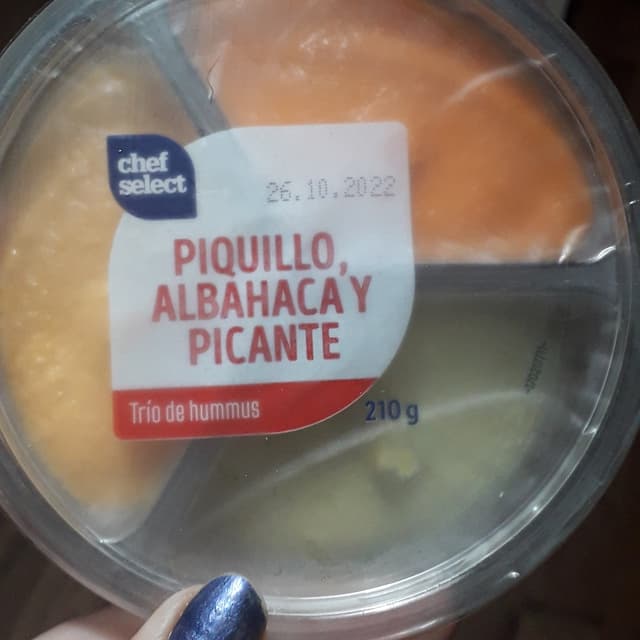 chef
select
26.10.2022
PIQUILLO,
ALBAHACA Y
PICANTE
Trío de hummus
210 g